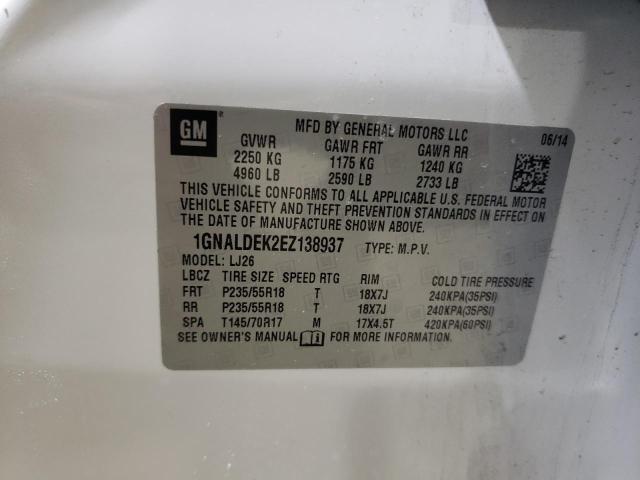 GM ®
MFD BY GENERAL MOTORS LLC 06/14
GVWR GAWR FRT GAWR RR
2250 KG 1175 KG 1240 KG
4960 LB 2590 LB 2733 LB
THIS VEHICLE CONFORMS TO ALL APPLICABLE U.S. FEDERAL MOTOR
VEHICLE SAFETY AND THEFT PREVENTION STANDARDS IN EFFECT ON
THE DATE OF MANUFACTURE SHOWN ABOVE.
1GNALDEK2EZ138937 TYPE: M.P.V.
MODEL: LJ26
LBCZ TIRE SIZE SPEED RTG RIM COLD TIRE PRESSURE
FRT P235/55R18 T 18X7J 240KPA(35PSI)
RR P235/55R18 T 18X7J 240KPA(35PSI)
SPA T145/70R17 M 17X4.5T 420KPA(60PSI)
SEE OWNER'S MANUAL FOR MORE INFORMATION.